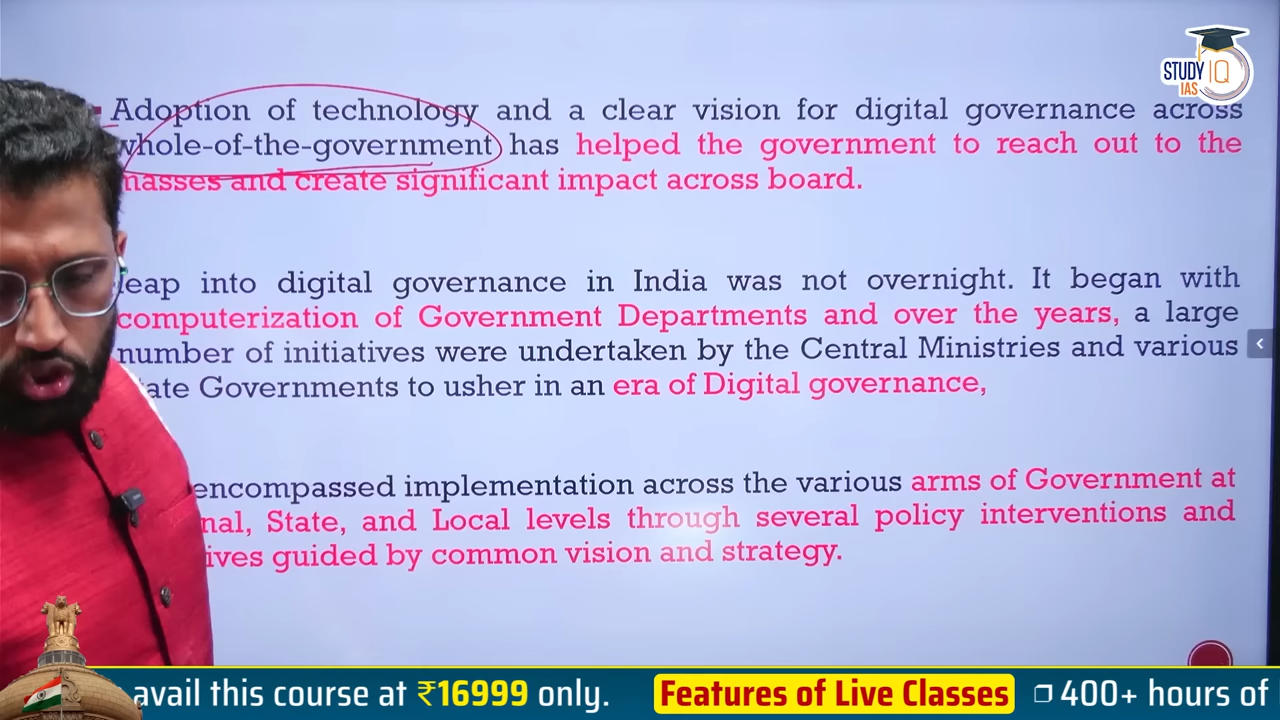 STUDY IQ
IAS
Adoption of technology and a clear vision for digital governance across
whole-of-the-government has helped the government to reach out to the
masses and create significant impact across board.
leap into digital governance in India was not overnight. It began with
computerization of Government Departments and over the years, a large
number of initiatives were undertaken by the Central Ministries and various
ate Governments to usher in an era of Digital governance,
encompassed implementation across the various arms of Government at
nal, State, and Local levels through several policy interventions and
ives guided by common vision and strategy.
avail this course at ₹16999 only. Features of Live Classes 400+ hours of